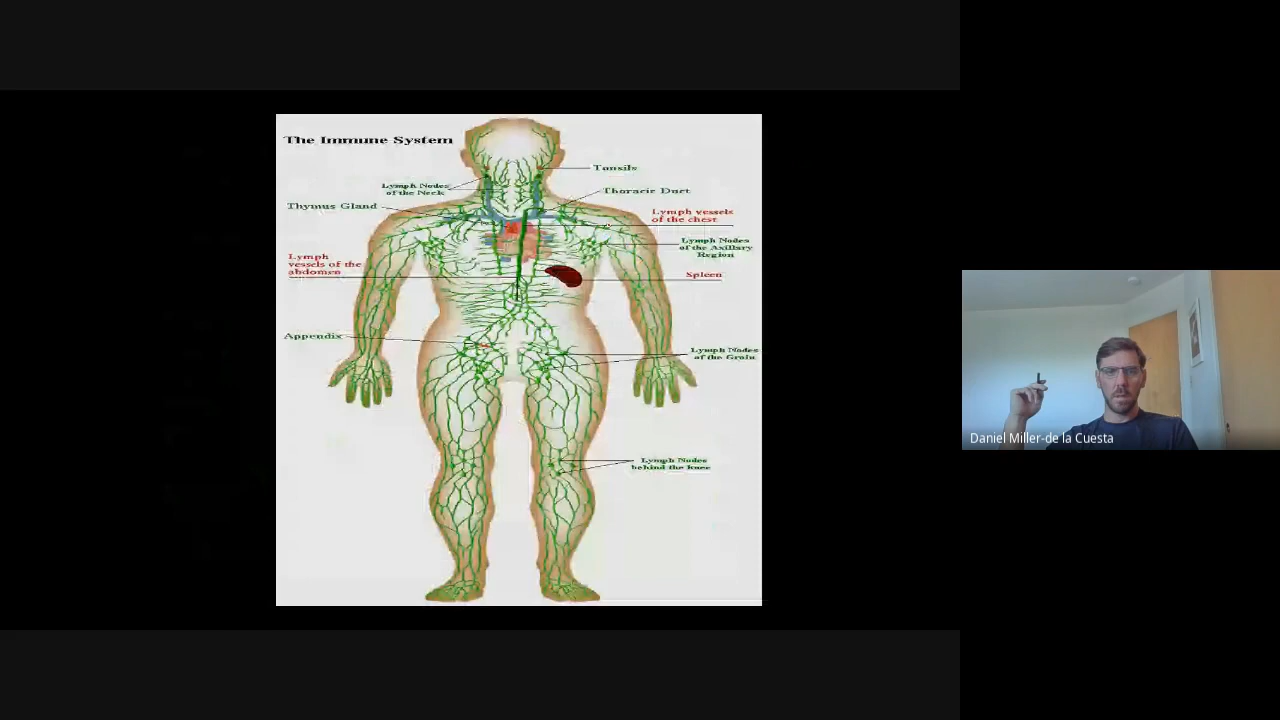 The Immune System
Tonsils
Lymph Nodes
of the Neck
Thoracic Duct
Thymus Gland
Lymph vessels
of the chest
Lymph Nodes
of the Axillary
Region
Lymph
vessels of the
abdomen
Spleen
Appendix
Lymph Nodes
of the Groin
Lymph Nodes
behind the knee
Daniel Miller-de la Cuesta